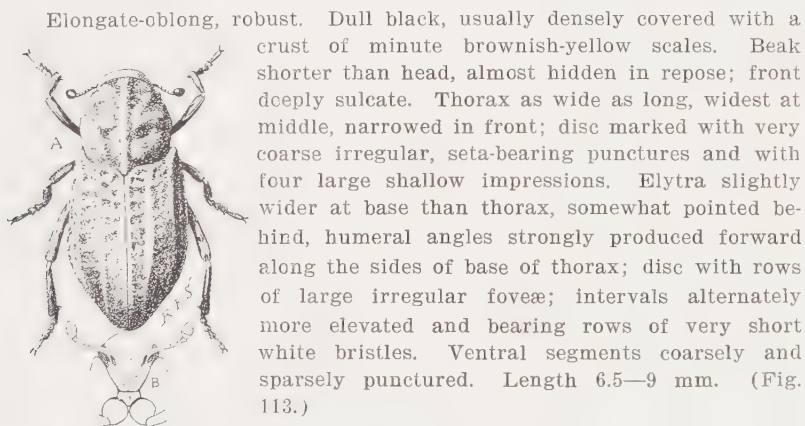 Elongate-oblong, robust. Dull black, usually densely covered with a
crust of minute brownish-yellow scales. Beak
shorter than head, almost hidden in repose; front
deeply sulcate. Thorax as wide as long, widest at
middle, narrowed in front; disc marked with very
A
coarse irregular, seta-bearing punctures and with
four large shallow impressions. Elytra slightly
wider at base than thorax, somewhat pointed be-
hind, humeral angles strongly produced forward
along the sides of base of thorax; disc with rows
of large irregular foveæ; intervals alternately
more elevated and bearing rows of very short
white bristles. Ventral segments coarsely and
B
sparsely punctured. Length 6.5—9 mm. (Fig.
113.)